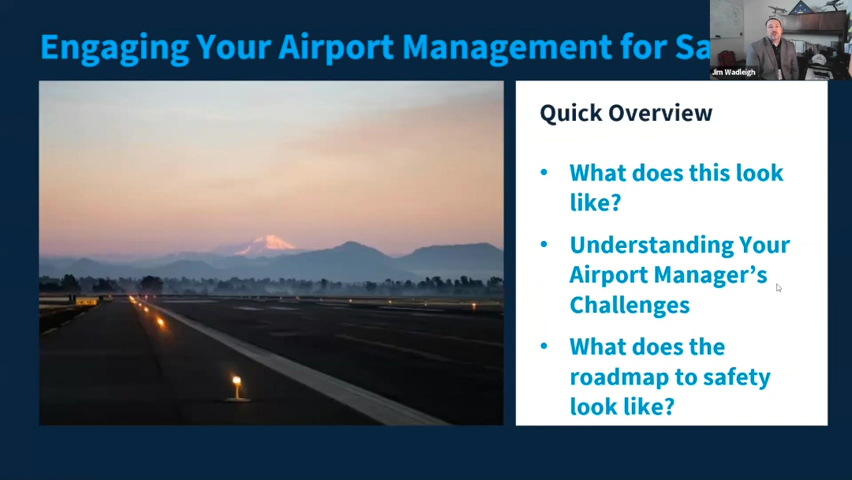 Engaging Your Airport Management for Sa
Jim Wadleigh
Quick Overview
• What does this look
like?
• Understanding Your
Airport Manager’s
Challenges
• What does the
roadmap to safety
look like?